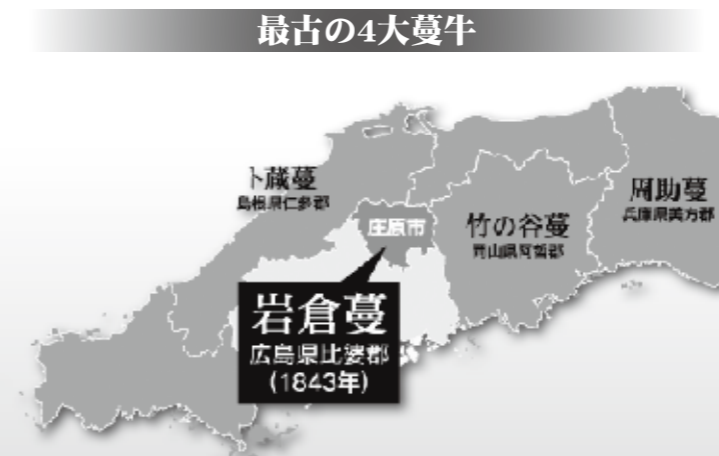 最古の4大蔓牛
卜蔵蔓
島根県仁多郡
庄原市
竹の谷蔓
岡山県阿哲郡
周助蔓
兵庫県美方郡
岩倉蔓
広島県比婆郡
(1843年)